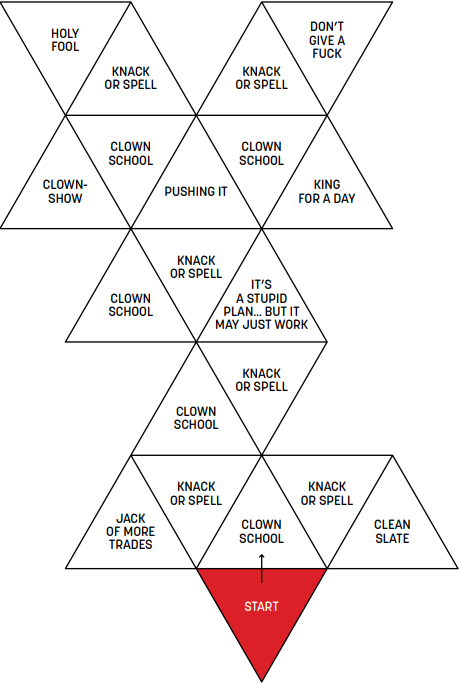 HOLY
FOOL
DON'T
GIVE A
FUCK
KNACK
OR SPELL
KNACK
OR SPELL
CLOWN
SCHOOL
CLOWN
SCHOOL
CLOWN-
SHOW
PUSHING IT
KING
FOR A DAY
KNACK
OR SPELL
CLOWN
SCHOOL
IT'S
A STUPID
PLAN... BUT IT
MAY JUST WORK
KNACK
OR SPELL
CLOWN
SCHOOL
KNACK
OR SPELL
KNACK
OR SPELL
JACK
OF MORE
TRADES
CLOWN
SCHOOL
CLEAN
SLATE
START